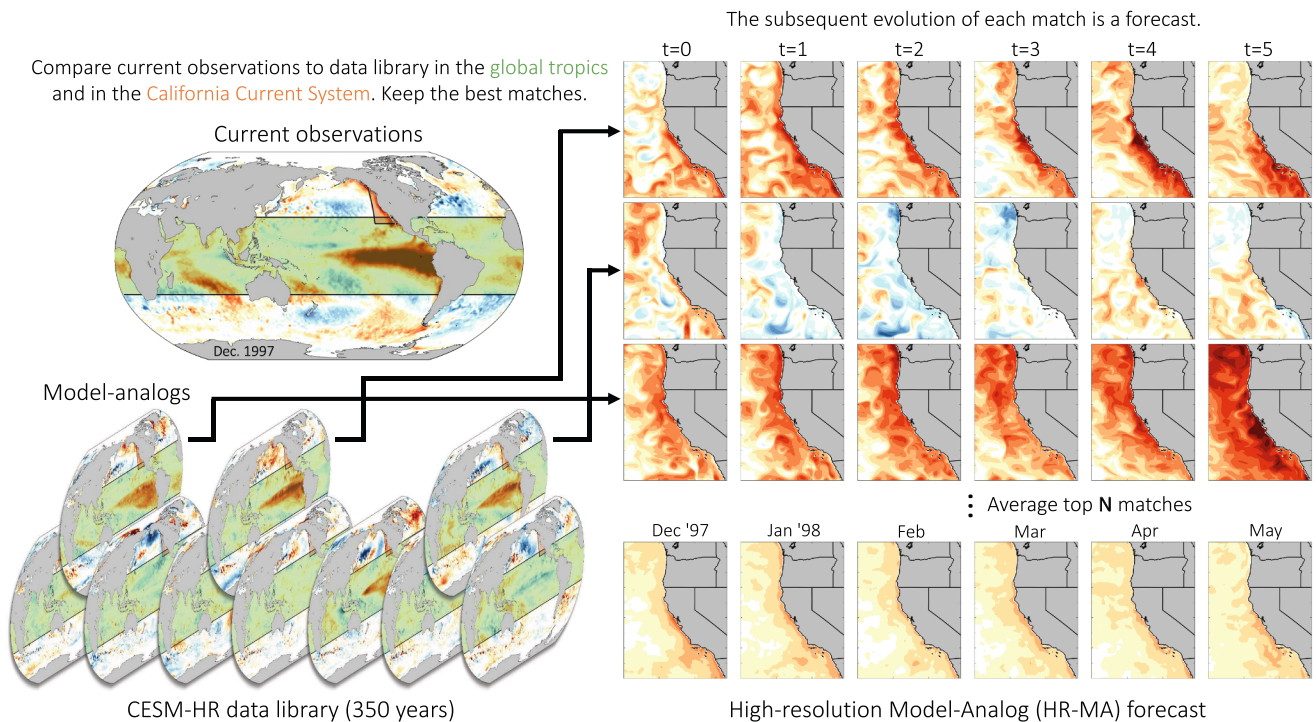 Compare current observations to data library in the global tropics
and in the California Current System. Keep the best matches.
Current observations
Dec. 1997
Model-analogs
CESM-HR data library (350 years)
The subsequent evolution of each match is a forecast.
t=0 t=1 t=2 t=3 t=4 t=5
Average top N matches
Dec '97 Jan '98 Feb Mar Apr May
High-resolution Model-Analog (HR-MA) forecast